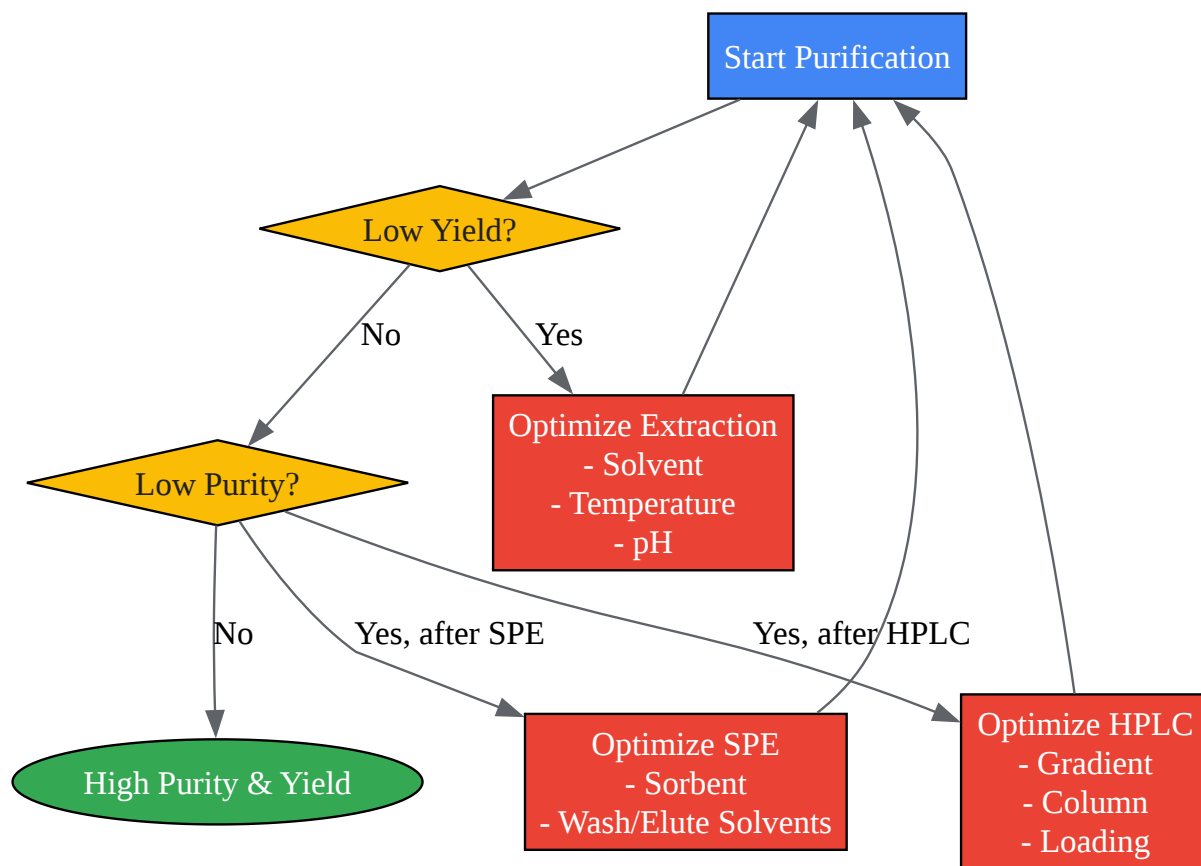 Start Purification
Low Yield?
No
Yes
Optimize Extraction
- Solvent
- Temperature
- pH
Low Purity?
No
Yes, after SPE
Yes, after HPLC
High Purity & Yield
Optimize SPE
- Sorbent
- Wash/Elute Solvents
Optimize HPLC
- Gradient
- Column
- Loading